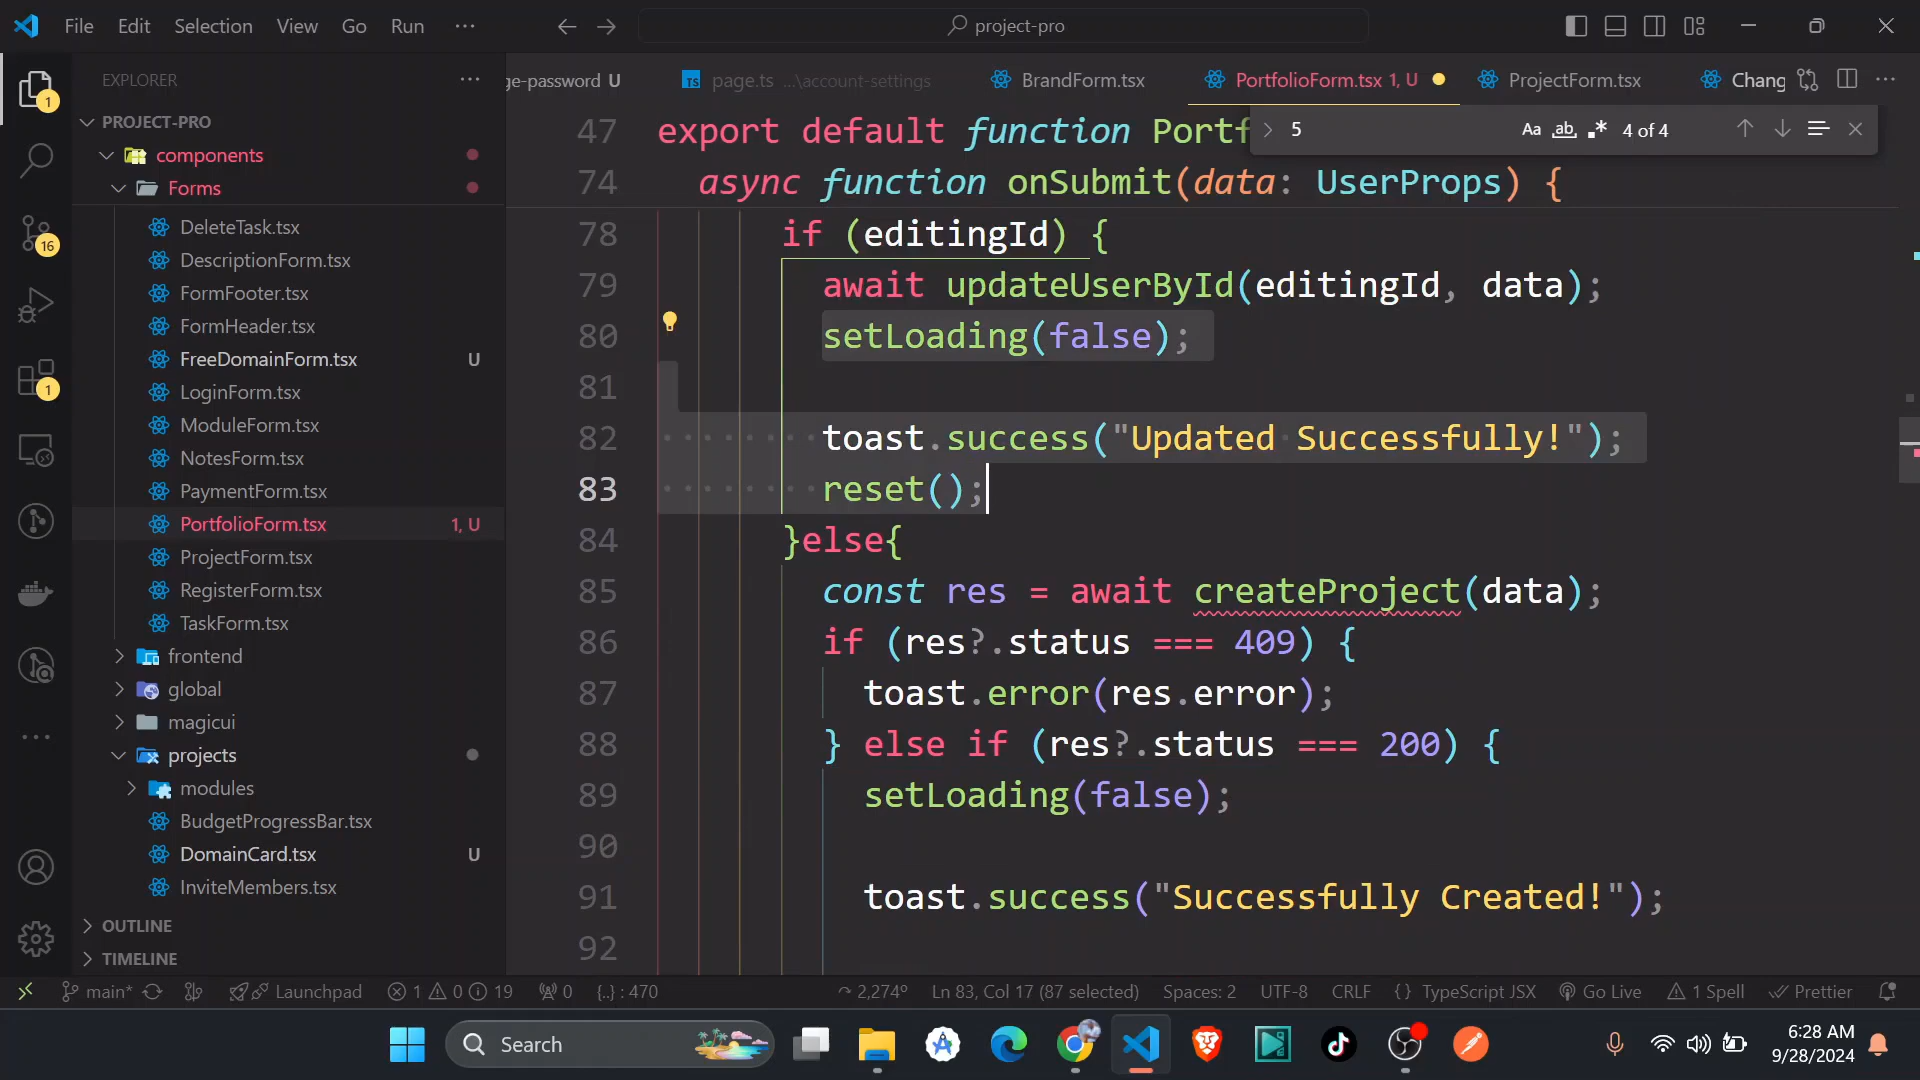 File Edit Selection View Go Run ···
project-pro
EXPLORER ···
ge-password U
page.ts ...\account-settings
BrandForm.tsx
PortfolioForm.tsx 1, U
ProjectForm.tsx
Chang
5
Aa ab 4 of 4
PROJECT-PRO
components
Forms
DeleteTask.tsx
DescriptionForm.tsx
FormFooter.tsx
FormHeader.tsx
FreeDomainForm.tsx U
LoginForm.tsx
ModuleForm.tsx
NotesForm.tsx
PaymentForm.tsx
PortfolioForm.tsx 1, U
ProjectForm.tsx
RegisterForm.tsx
TaskForm.tsx
frontend
global
magicui
projects
modules
BudgetProgressBar.tsx
DomainCard.tsx U
InviteMembers.tsx
OUTLINE
TIMELINE
1
16
1
47 export default function Portf
74 async function onSubmit(data: UserProps) {
78 if (editingId) {
79 await updateUserById(editingId, data);
80 setLoading(false);
81
82 toast.success("Updated Successfully!");
83 reset();
84 }else{
85 const res = await createProject(data);
86 if (res?.status === 409) {
87 toast.error(res.error);
88 } else if (res?.status === 200) {
89 setLoading(false);
90
91 toast.success("Successfully Created!");
92
main* Launchpad 1 0 19 0 {..} : 470 2,274° Ln 83, Col 17 (87 selected) Spaces: 2 UTF-8 CRLF {} TypeScript JSX Go Live 1 Spell Prettier
Search
6:28 AM
9/28/2024